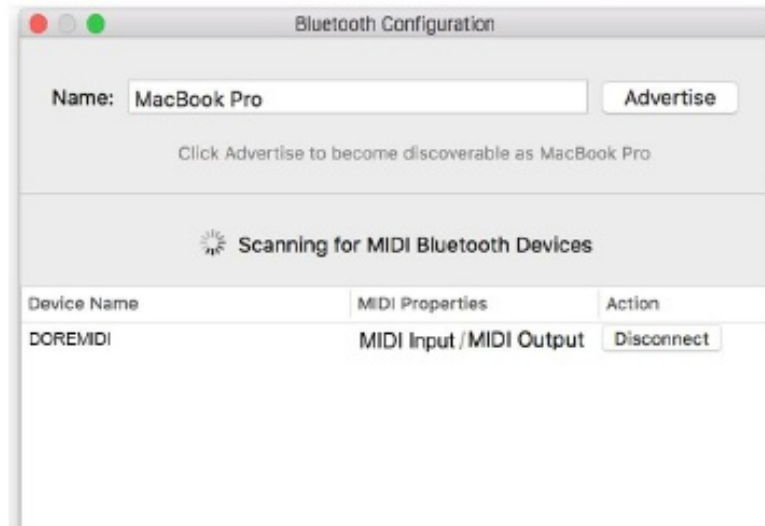 Bluetooth Configuration
Name: MacBook Pro Advertise
Click Advertise to become discoverable as MacBook Pro
Scanning for MIDI Bluetooth Devices
Device Name MIDI Properties Action
DOREMIDI MIDI Input/MIDI Output Disconnect